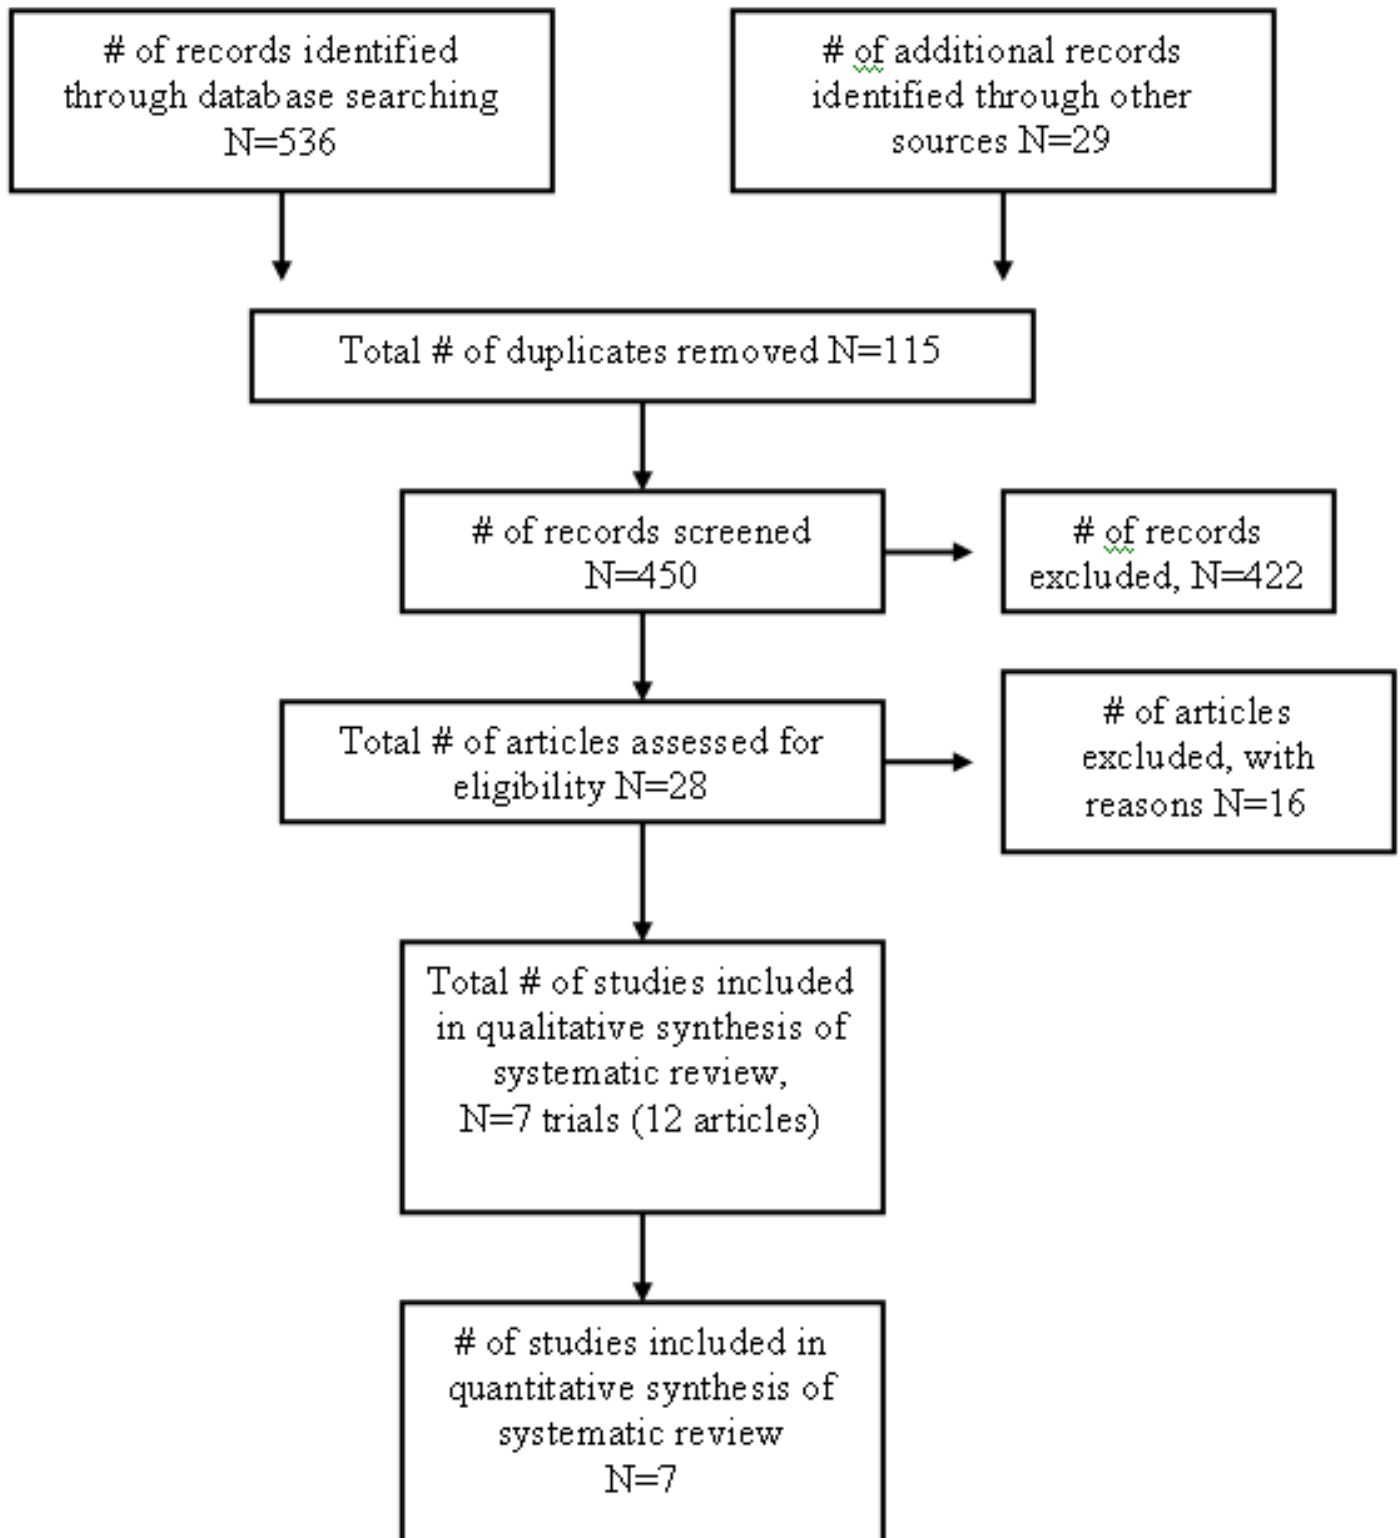 # of records identified
through database searching
N=536
# of additional records
identified through other
sources N=29
Total # of duplicates removed N=115
# of records screened
N=450
# of records
excluded, N=422
Total # of articles assessed for
eligibility N=28
# of articles
excluded, with
reasons N=16
Total # of studies included
in qualitative synthesis of
systematic review,
N=7 trials (12 articles)
# of studies included in
quantitative synthesis of
systematic review
N=7